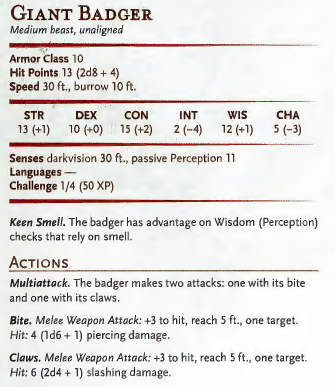 GIANT BADGER
Medium beast, unaligned
Armor Class 10
Hit Points 13 (2d8 + 4)
Speed 30 ft., burrow 10 ft.
STR DEX CON INT WIS CHA
13 (+1) 10 (+0) 15 (+2) 2 (−4) 12 (+1) 5 (−3)
Senses darkvision 30 ft., passive Perception 11
Languages —
Challenge 1/4 (50 XP)
Keen Smell. The badger has advantage on Wisdom (Perception)
checks that rely on smell.
ACTIONS
Multiattack. The badger makes two attacks: one with its bite
and one with its claws.
Bite. Melee Weapon Attack: +3 to hit, reach 5 ft., one target.
Hit: 4 (1d6 + 1) piercing damage.
Claws. Melee Weapon Attack: +3 to hit, reach 5 ft., one target.
Hit: 6 (2d4 + 1) slashing damage.